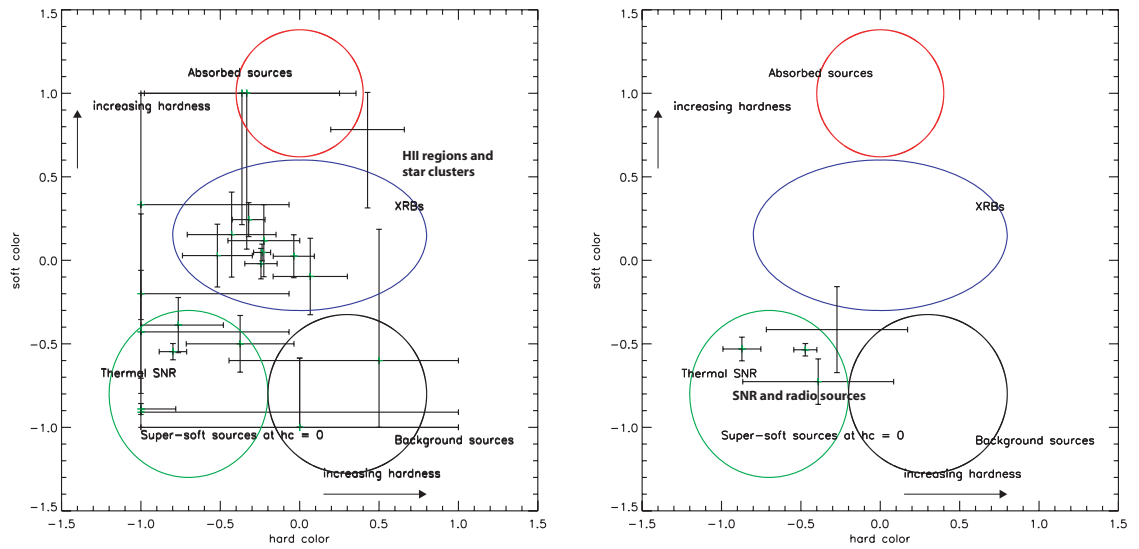 1.5
1.0
0.5
0.0
−0.5
−1.0
−1.5
soft color
Absorbed sources
increasing hardness
HII regions and
star clusters
XRBs
Thermal SNR
Super-soft sources at hc = 0
Background sources
increasing hardness
−1.5
−1.0
−0.5
0.0
0.5
1.0
1.5
hard color
1.5
1.0
0.5
0.0
−0.5
−1.0
−1.5
soft color
Absorbed sources
increasing hardness
XRBs
Thermal SNR
SNR and radio sources
Super-soft sources at hc = 0
Background sources
increasing hardness
−1.5
−1.0
−0.5
0.0
0.5
1.0
1.5
hard color